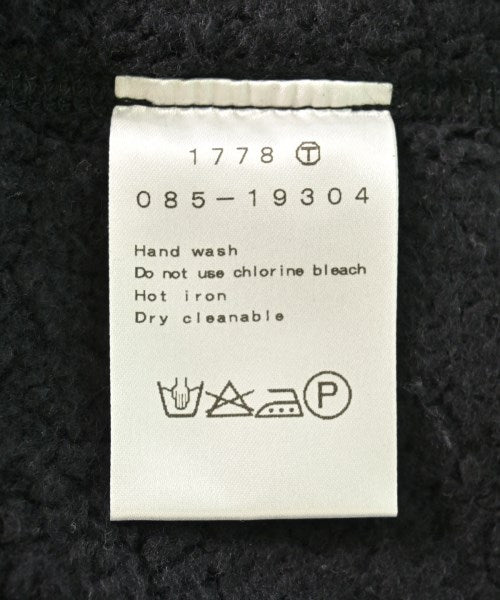 1778 Ⓣ
085-19304
Hand wash
Do not use chlorine bleach
Hot iron
Dry cleanable
P